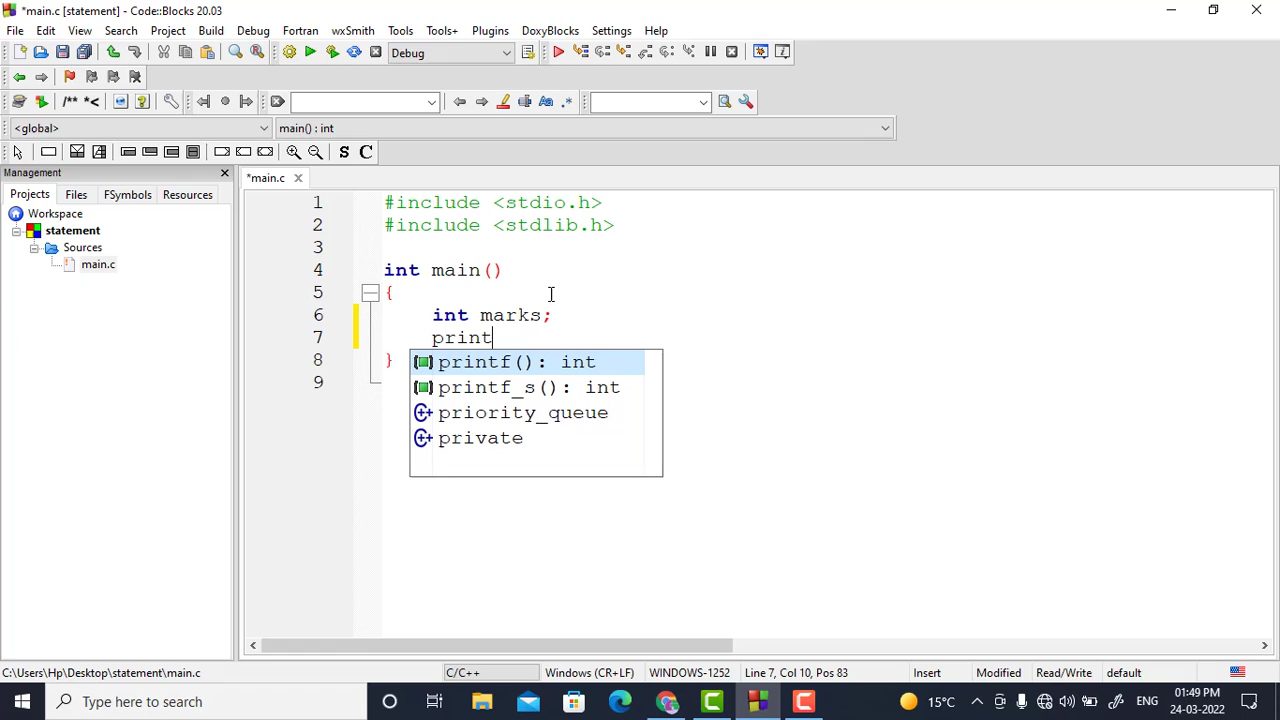 *main.c [statement] - Code::Blocks 20.03
File Edit View Search Project Build Debug Fortran wxSmith Tools Tools+ Plugins DoxyBlocks Settings Help
Debug
/** *<
.*
<global> main() : int
S C
Management
*main.c
Projects Files FSymbols Resources
Workspace
statement
Sources
main.c
1 #include <stdio.h>
2 #include <stdlib.h>
3
4 int main()
5 {
6 int marks;
7 print
8 }
9
printf(): int
printf_s(): int
priority_queue
private
C:\Users\Hp\Desktop\statement\main.c C/C++ Windows (CR+LF) WINDOWS-1252 Line 7, Col 10, Pos 83 Insert Modified Read/Write default
Type here to search
15°C ENG 01:49 PM
24-03-2022